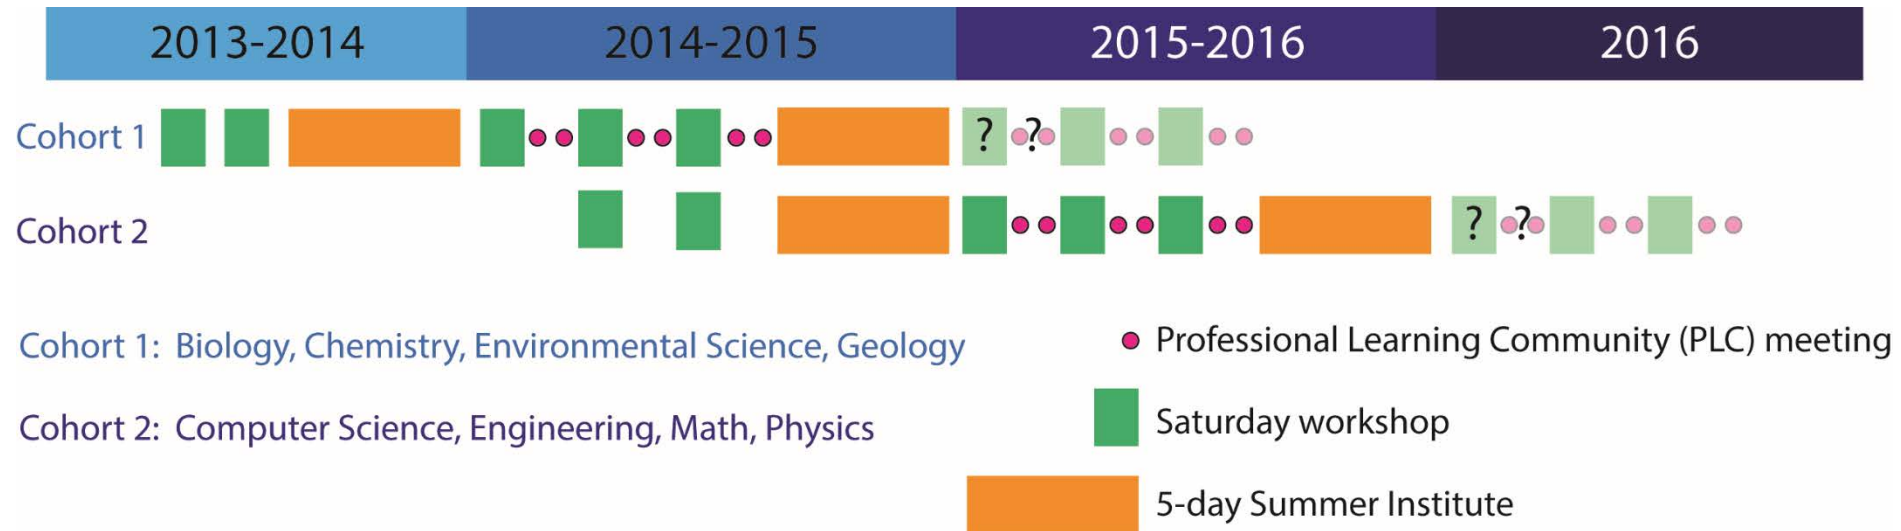 2013-2014 2014-2015 2015-2016 2016
Cohort 1 ? ?
Cohort 2 ? ?
Cohort 1: Biology, Chemistry, Environmental Science, Geology
Professional Learning Community (PLC) meeting
Cohort 2: Computer Science, Engineering, Math, Physics
Saturday workshop
5-day Summer Institute